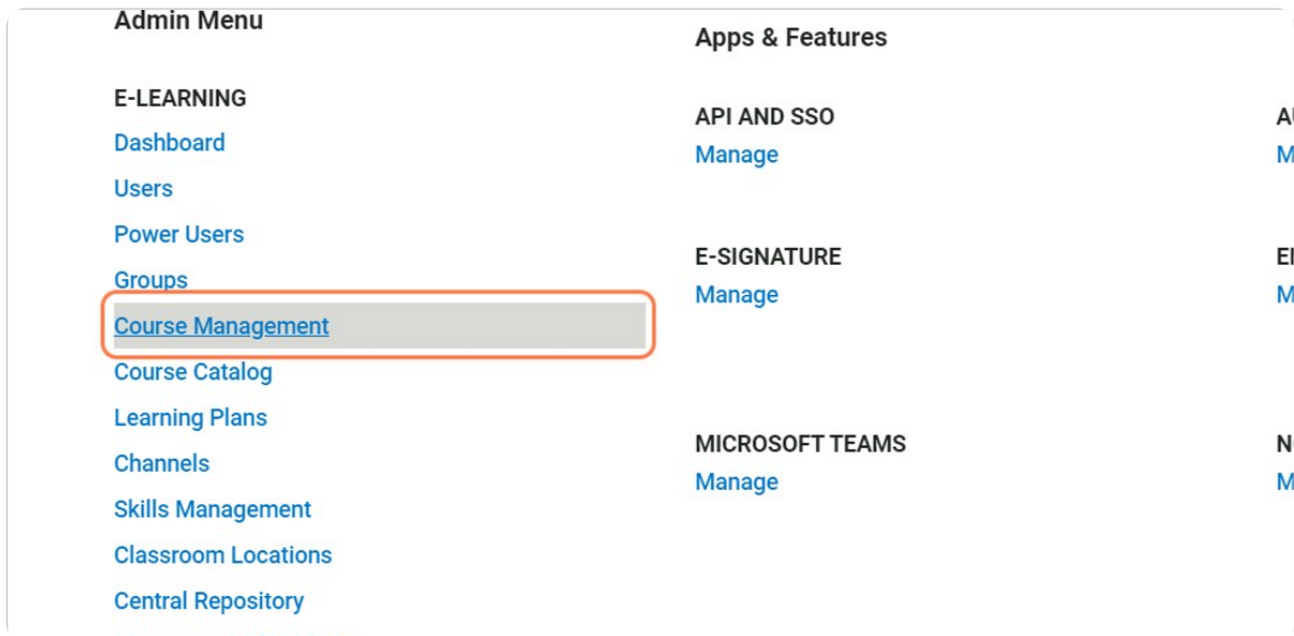 Admin Menu
E-LEARNING
Dashboard
Users
Power Users
Groups
Course Management
Course Catalog
Learning Plans
Channels
Skills Management
Classroom Locations
Central Repository
Apps & Features
API AND SSO
Manage
E-SIGNATURE
Manage
MICROSOFT TEAMS
Manage